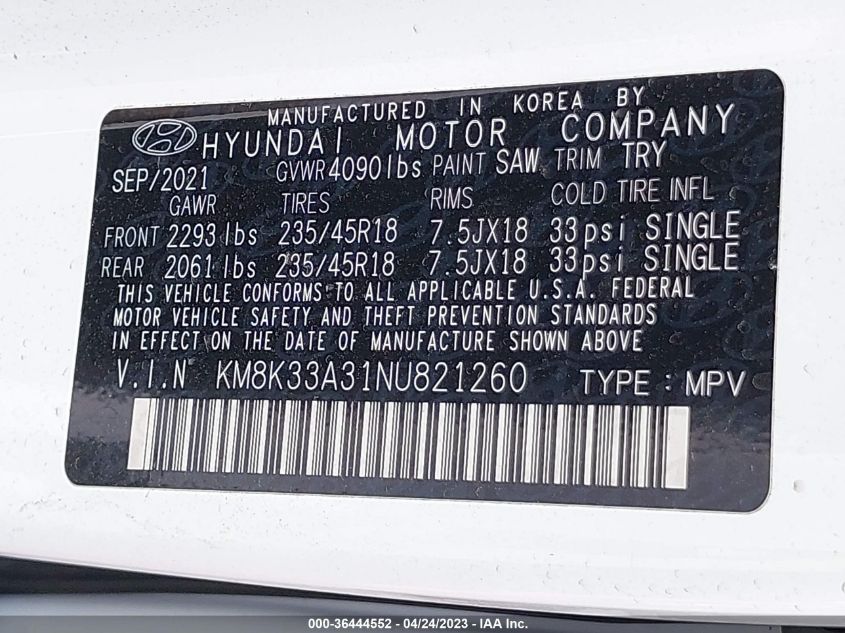 MANUFACTURED IN KOREA BY
HYUNDAI MOTOR COMPANY
SEP/2021 GVWR 4090lbs PAINT SAW TRIM TRY
GAWR TIRES RIMS COLD TIRE INFL
FRONT 2293lbs 235/45R18 7.5JX18 33psi SINGLE
REAR 2061lbs 235/45R18 7.5JX18 33psi SINGLE
THIS VEHICLE CONFORMS TO ALL APPLICABLE U.S.A. FEDERAL
MOTOR VEHICLE SAFETY AND THEFT PREVENTION STANDARDS
IN EFFECT ON THE DATE OF MANUFACTURE SHOWN ABOVE
V.I.N KM8K33A31NU821260 TYPE : MPV
000-36444552 - 04/24/2023 - IAA Inc.